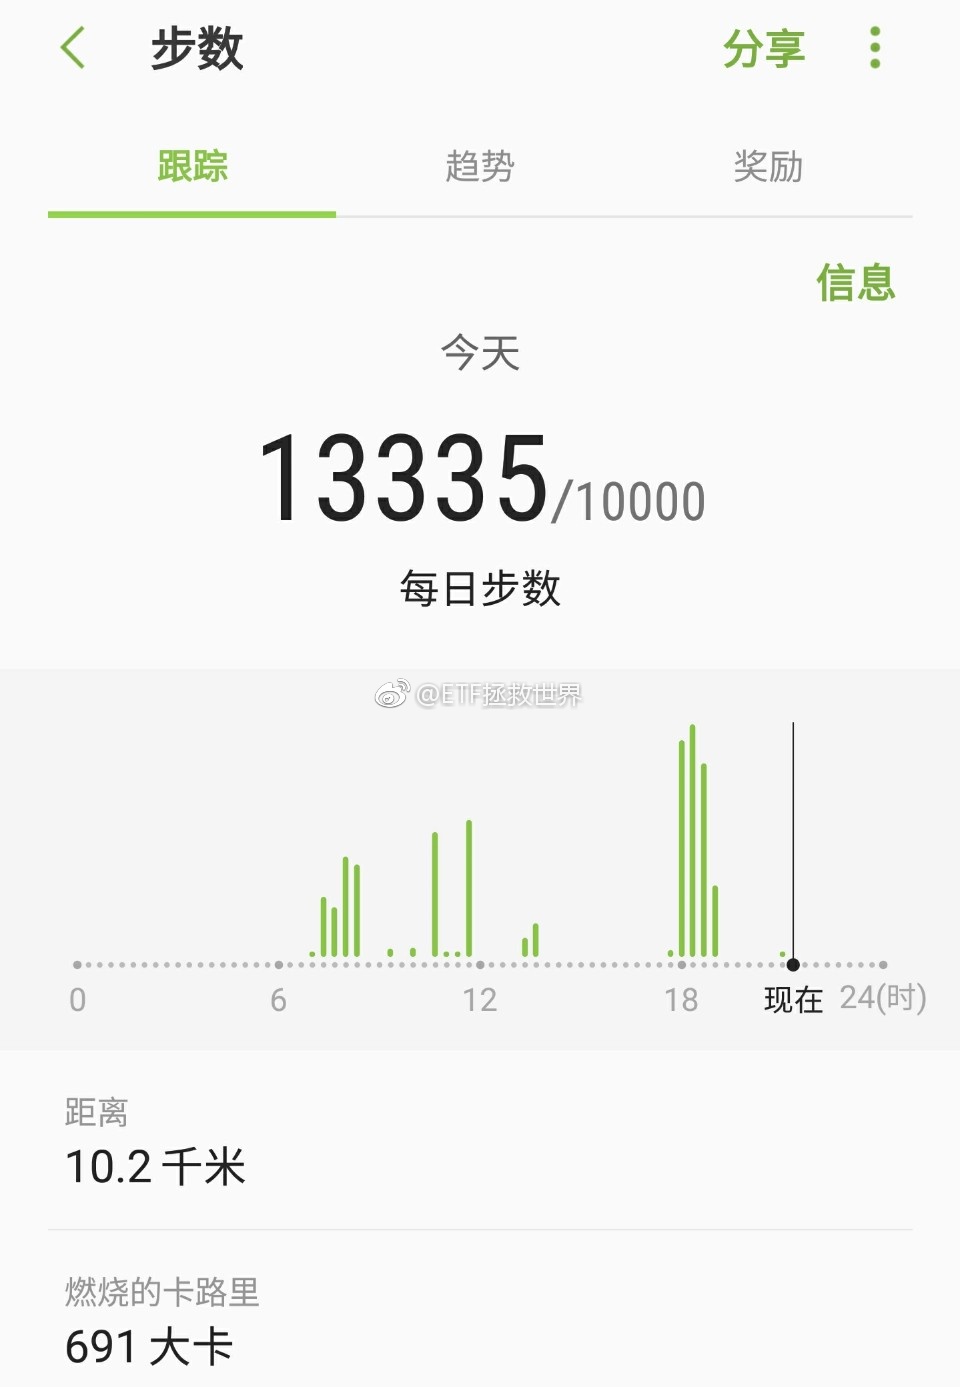 步数 分享
跟踪 趋势 奖励
信息
今天
13335/10000
每日步数
@ETF拯救世界
0 6 12 18 现在 24(时)
距离
10.2 千米
燃烧的卡路里
691 大卡